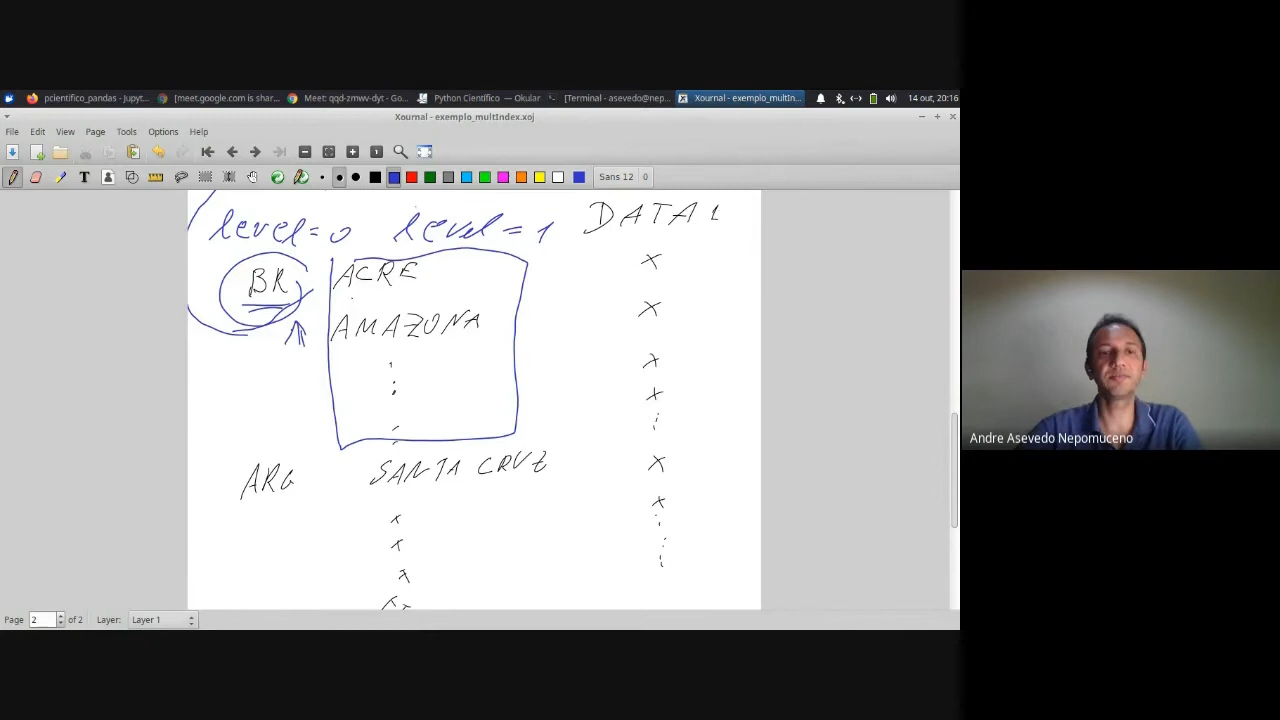 pcientifico_pandas - Jupyt...
[meet.google.com is shar...
Meet: qqd-zmwv-dyt - Go...
Python Científico — Okular
[Terminal - asevedo@nep...
Xournal - exemplo_multIn...
14 out, 20:16
Xournal - exemplo_multIndex.xoj
File Edit View Page Tools Options Help
Sans 12 0
level=0 level=1 DATA1
BR ACRE x
AMAZONA x
x
x
ARG SANTA CRUZ x
x x
x
x
Andre Asevedo Nepomuceno
Page 2 of 2 Layer: Layer 1